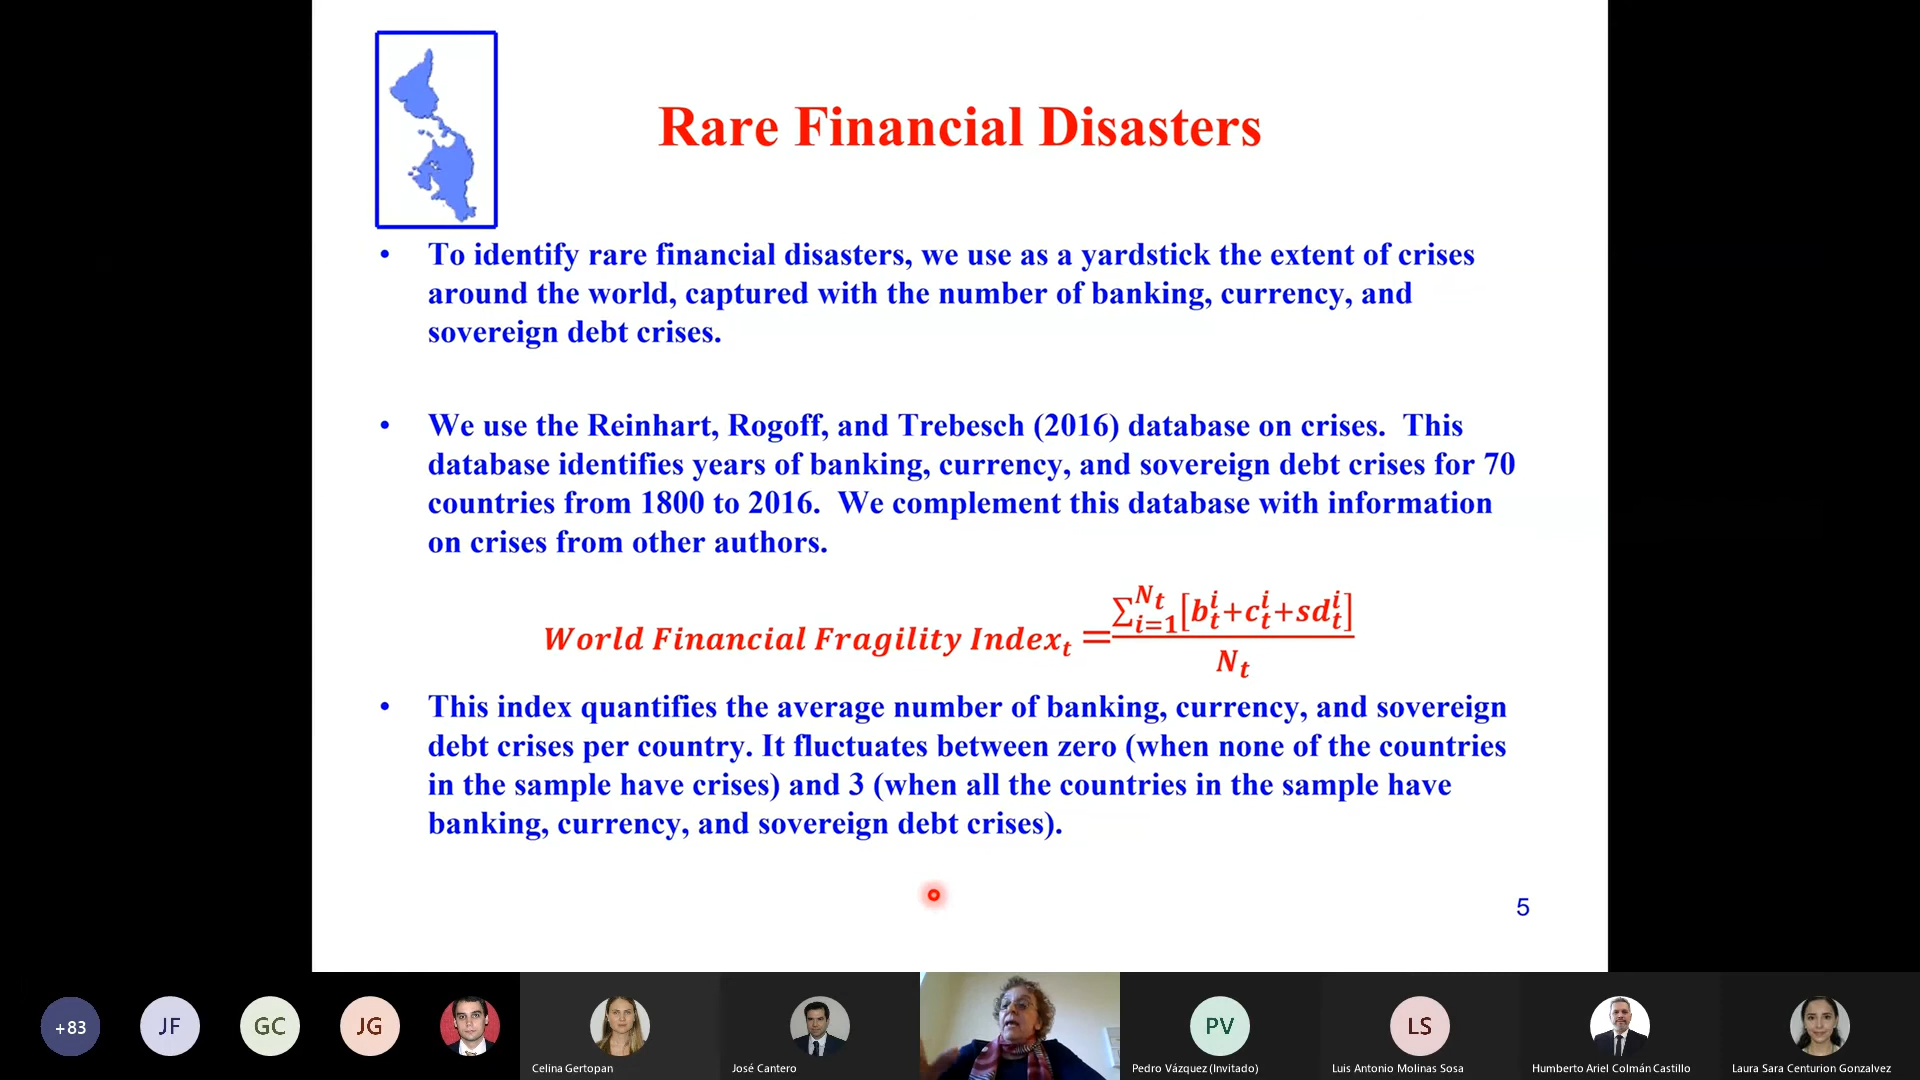 Rare Financial Disasters
• To identify rare financial disasters, we use as a yardstick the extent of crises
around the world, captured with the number of banking, currency, and
sovereign debt crises.
• We use the Reinhart, Rogoff, and Trebesch (2016) database on crises. This
database identifies years of banking, currency, and sovereign debt crises for 70
countries from 1800 to 2016. We complement this database with information
on crises from other authors.
World Financial Fragility Index_t = \frac{\sum_{i=1}^{N_t}[b_t^i+c_t^i+sd_t^i]}{N_t}
• This index quantifies the average number of banking, currency, and sovereign
debt crises per country. It fluctuates between zero (when none of the countries
in the sample have crises) and 3 (when all the countries in the sample have
banking, currency, and sovereign debt crises).
5
+83
JF
GC
JG
PV
LS
Celina Gertopan
José Cantero
Pedro Vázquez (Invitado)
Luis Antonio Molinas Sosa
Humberto Ariel Colmán Castillo
Laura Sara Centurion Gonzalvez